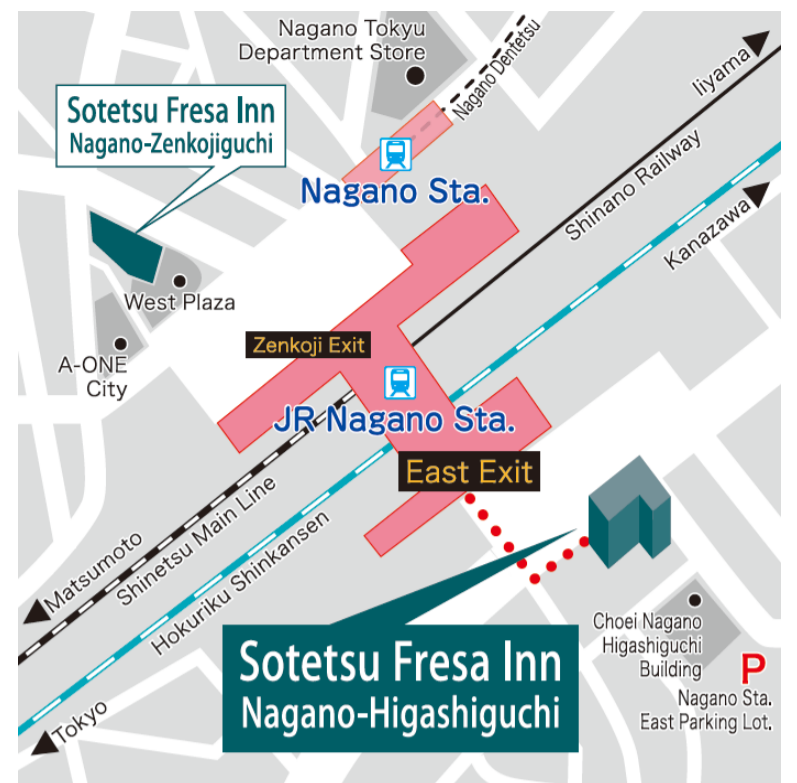 Nagano Tokyu
Department Store
Nagano Dentetsu
Iiyama
Sotetsu Fresa Inn
Nagano-Zenkojiguchi
Nagano Sta.
Shinano Railway
Kanazawa
West Plaza
Zenkoji Exit
A-ONE
City
JR Nagano Sta.
East Exit
Matsumoto
Shinetsu Main Line
Hokuriku Shinkansen
Tokyo
Choei Nagano
Higashiguchi
Building
Sotetsu Fresa Inn
Nagano-Higashiguchi
P
Nagano Sta.
East Parking Lot.